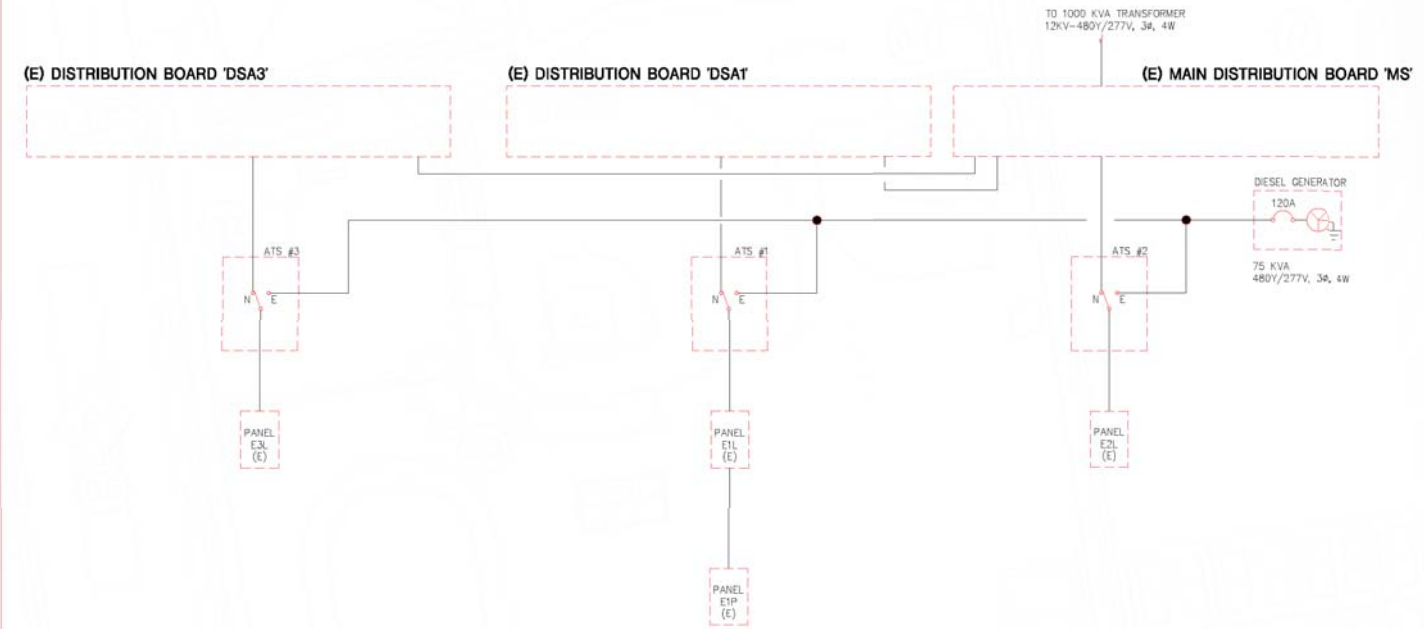 TO 1000 KVA TRANSFORMER
12KV-480Y/277V, 3ø, 4W
(E) DISTRIBUTION BOARD 'DSA3'
(E) DISTRIBUTION BOARD 'DSA1'
(E) MAIN DISTRIBUTION BOARD 'MS'
DIESEL GENERATOR
120A
75 KVA
480Y/277V, 3ø, 4W
ATS #3
N E
ATS #1
N E
ATS #2
N E
PANEL
E3L
(E)
PANEL
E1L
(E)
PANEL
E2L
(E)
PANEL
E1P
(E)